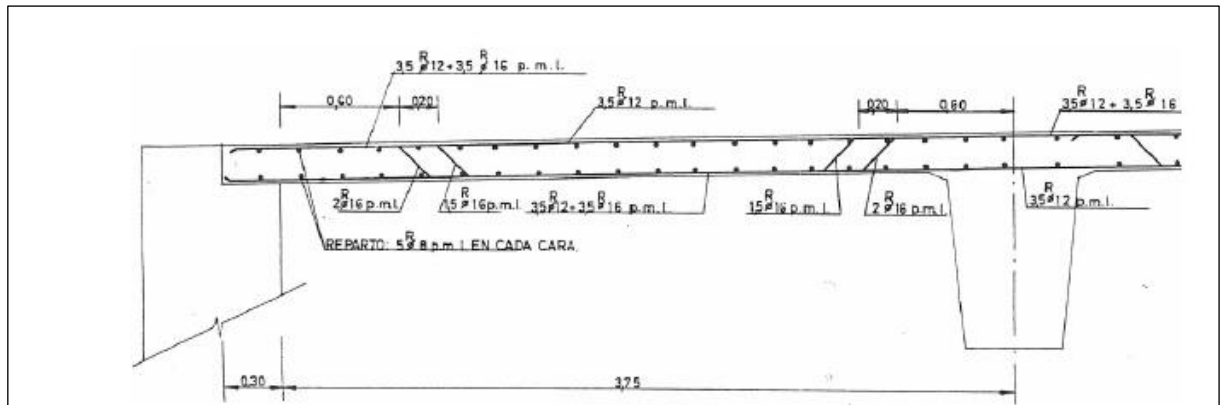 3,5 ⌀ᴿ 12 + 3,5 ⌀ᴿ 16 p. m. l.
0,60
0,20
3,5 ⌀ᴿ 12 p. m. l.
0,20
0,80
3,5 ⌀ᴿ 12 + 3,5 ⌀ᴿ 16
2 ⌀ᴿ 16 p. m. l.
1,5 ⌀ᴿ 16 p. m. l.
3,5 ⌀ᴿ 12 + 3,5 ⌀ᴿ 16 p. m. l.
1,5 ⌀ᴿ 16 p. m. l.
2 ⌀ᴿ 16 p. m. l.
3,5 ⌀ᴿ 12 p. m. l.
REPARTO: 5 ⌀ᴿ 8 p. m. l. EN CADA CARA.
0,30
3,75